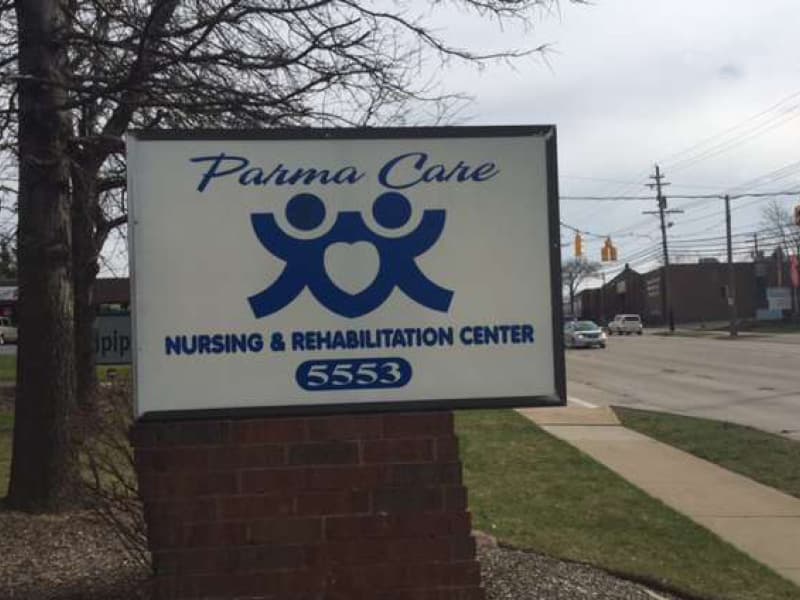 Parma Care
NURSING & REHABILITATION CENTER
5553